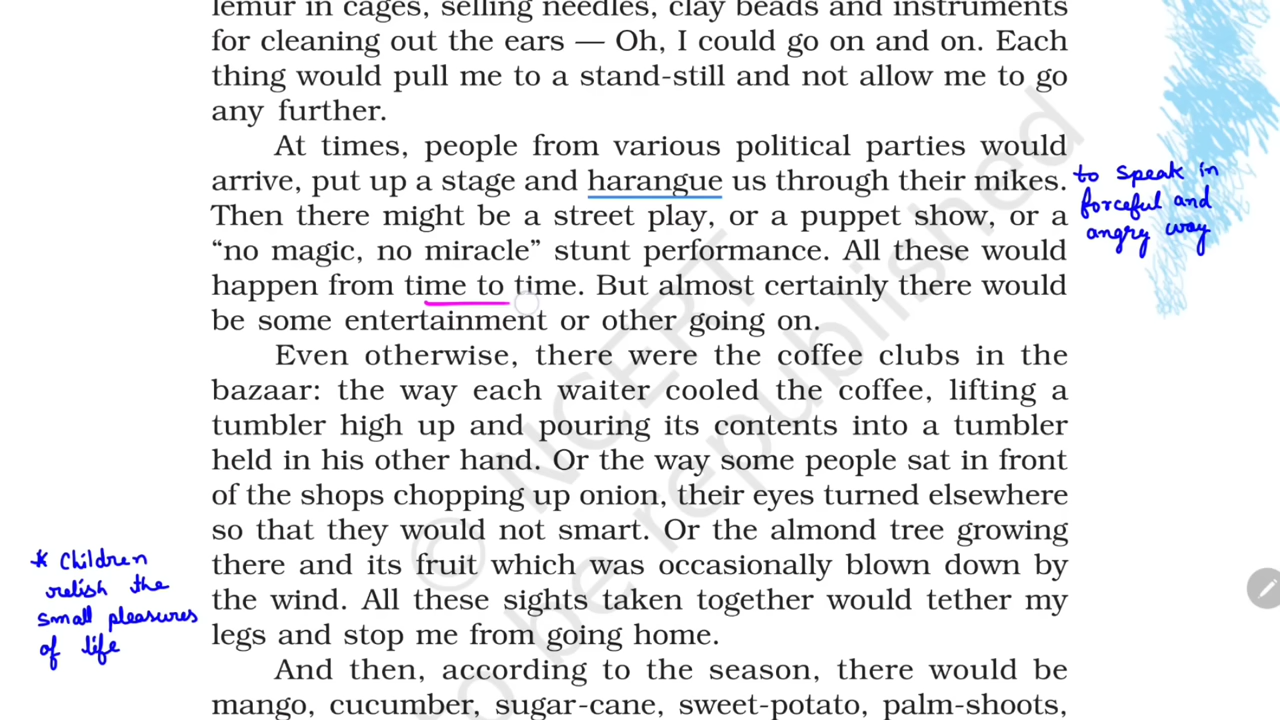 lemur in cages, selling needles, clay beads and instruments
for cleaning out the ears — Oh, I could go on and on. Each
thing would pull me to a stand-still and not allow me to go
any further.
At times, people from various political parties would
arrive, put up a stage and harangue us through their mikes.
Then there might be a street play, or a puppet show, or a
“no magic, no miracle” stunt performance. All these would
happen from time to time. But almost certainly there would
be some entertainment or other going on.
to speak in
forceful and
angry way
Even otherwise, there were the coffee clubs in the
bazaar: the way each waiter cooled the coffee, lifting a
tumbler high up and pouring its contents into a tumbler
held in his other hand. Or the way some people sat in front
of the shops chopping up onion, their eyes turned elsewhere
so that they would not smart. Or the almond tree growing
there and its fruit which was occasionally blown down by
the wind. All these sights taken together would tether my
legs and stop me from going home.
* Children
relish the
small pleasures
of life
And then, according to the season, there would be
mango, cucumber, sugar-cane, sweet-potato, palm-shoots,
© NCERT
be republished